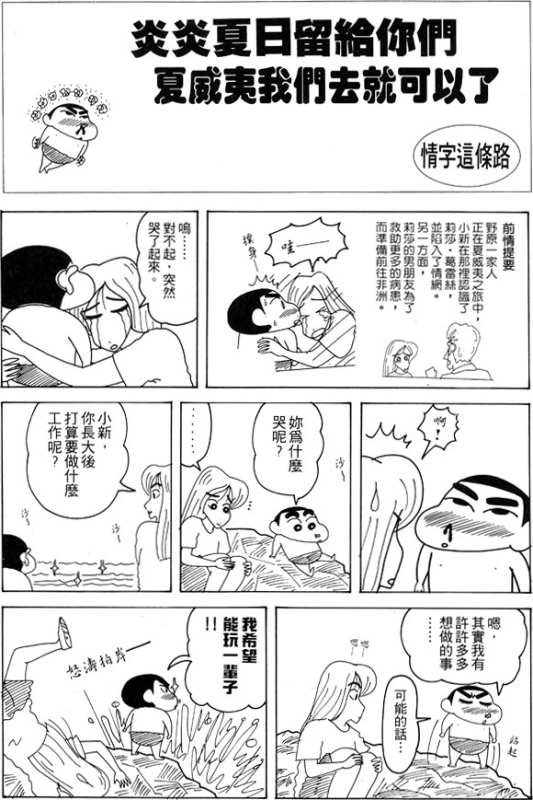 炎炎夏日留給你們
夏威夷我們去就可以了
情字這條路
前情提要
野原一家人
正在夏威夷之旅中，
小新在那裡認識了
莉莎·葛雷絲，
並陷入了情網。
另一方面，
莉莎的男朋友為了
救助更多的病患，
而準備前往非洲。
哇——
撲身
嗚……
對不起，突然
哭了起來。
啊！
妳為什麼
哭呢？
……
沙～
小新，
你長大後
打算要做什麼
工作呢？
沙～
沙～
嗯，
其實我有
許許多多
想做的事
……
站起
可能的話…
我希望
能玩一輩子
!!
怒濤拍岸——